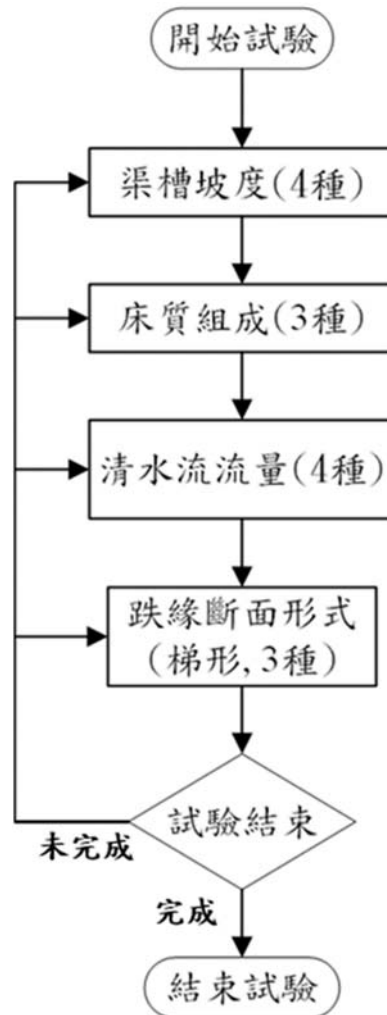 開始試驗
渠槽坡度(4種)
床質組成(3種)
清水流流量(4種)
跌緣斷面形式
(梯形,3種)
試驗結束
未完成
完成
結束試驗